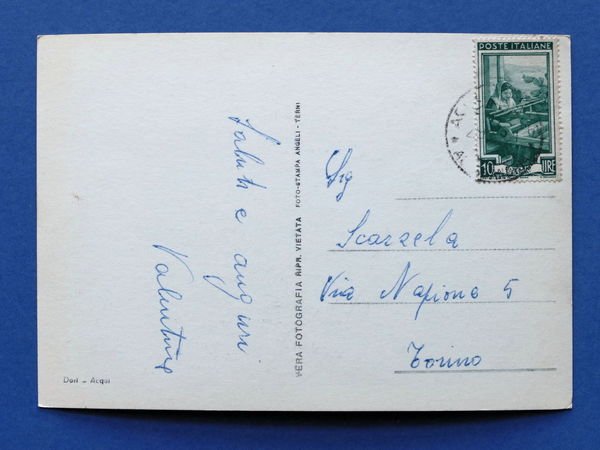 Saluti e auguri
Valentina
Dori - Acqui
VERA FOTOGRAFIA RIPR. VIETATA FOTO-STAMPA ANGELI - TERNI
POSTE ITALIANE
10 LIRE
Sig
Scarzela
Via Napione 5
Torino